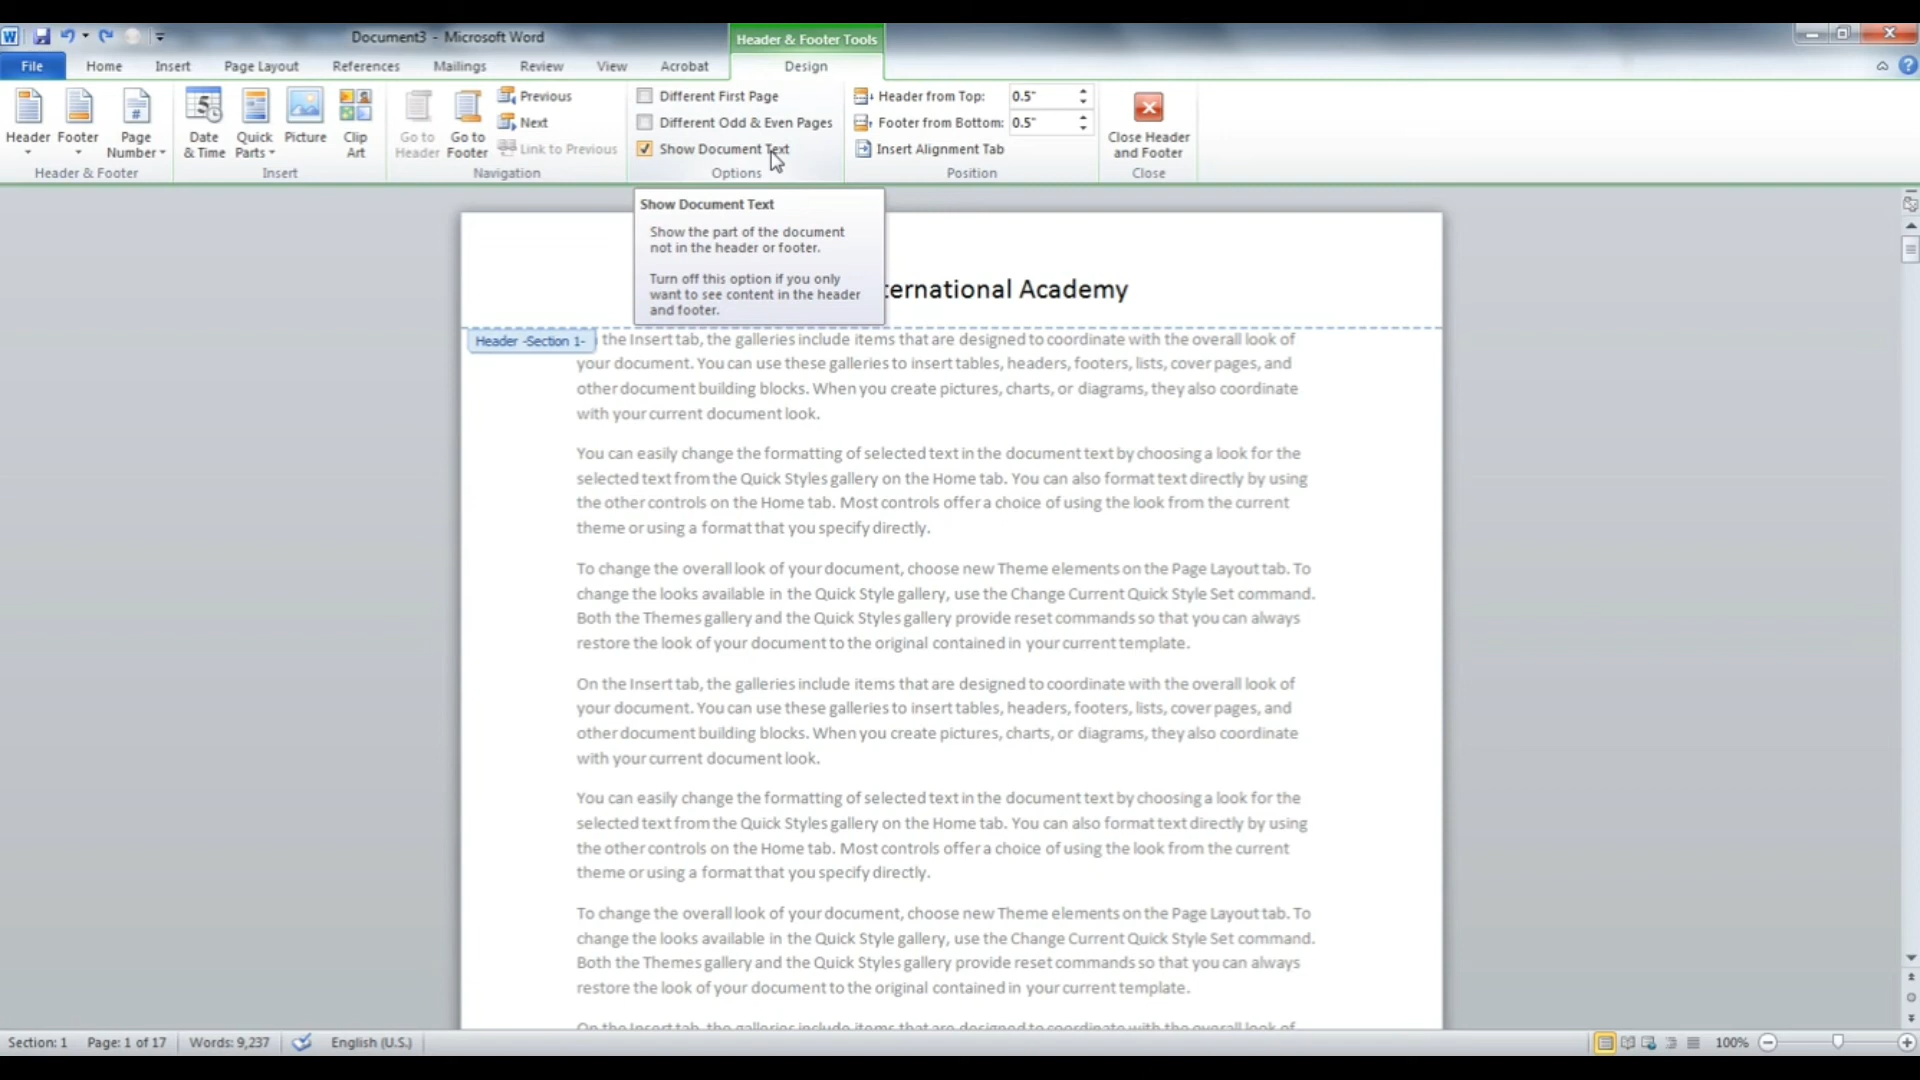 Document3 - Microsoft Word
Header & Footer Tools
File Home Insert Page Layout References Mailings Review View Acrobat Design
Header Footer Page Number
Header & Footer
Date & Time Quick Parts Picture Clip Art
Insert
Go to Header Go to Footer
Previous
Next
Link to Previous
Navigation
Different First Page
Different Odd & Even Pages
Show Document Text
Options
Header from Top: 0.5"
Footer from Bottom: 0.5"
Insert Alignment Tab
Position
Close Header and Footer
Close
Show Document Text
Show the part of the document
not in the header or footer.
Turn off this option if you only
want to see content in the header
and footer.
ternational Academy
Header -Section 1-
the Insert tab, the galleries include items that are designed to coordinate with the overall look of
your document. You can use these galleries to insert tables, headers, footers, lists, cover pages, and
other document building blocks. When you create pictures, charts, or diagrams, they also coordinate
with your current document look.
You can easily change the formatting of selected text in the document text by choosing a look for the
selected text from the Quick Styles gallery on the Home tab. You can also format text directly by using
the other controls on the Home tab. Most controls offer a choice of using the look from the current
theme or using a format that you specify directly.
To change the overall look of your document, choose new Theme elements on the Page Layout tab. To
change the looks available in the Quick Style gallery, use the Change Current Quick Style Set command.
Both the Themes gallery and the Quick Styles gallery provide reset commands so that you can always
restore the look of your document to the original contained in your current template.
On the Insert tab, the galleries include items that are designed to coordinate with the overall look of
your document. You can use these galleries to insert tables, headers, footers, lists, cover pages, and
other document building blocks. When you create pictures, charts, or diagrams, they also coordinate
with your current document look.
You can easily change the formatting of selected text in the document text by choosing a look for the
selected text from the Quick Styles gallery on the Home tab. You can also format text directly by using
the other controls on the Home tab. Most controls offer a choice of using the look from the current
theme or using a format that you specify directly.
To change the overall look of your document, choose new Theme elements on the Page Layout tab. To
change the looks available in the Quick Style gallery, use the Change Current Quick Style Set command.
Both the Themes gallery and the Quick Styles gallery provide reset commands so that you can always
restore the look of your document to the original contained in your current template.
On the Insert tab, the galleries include items that are designed to coordinate with the overall look of
Section: 1 Page: 1 of 17 Words: 9,237 English (U.S.) 100%